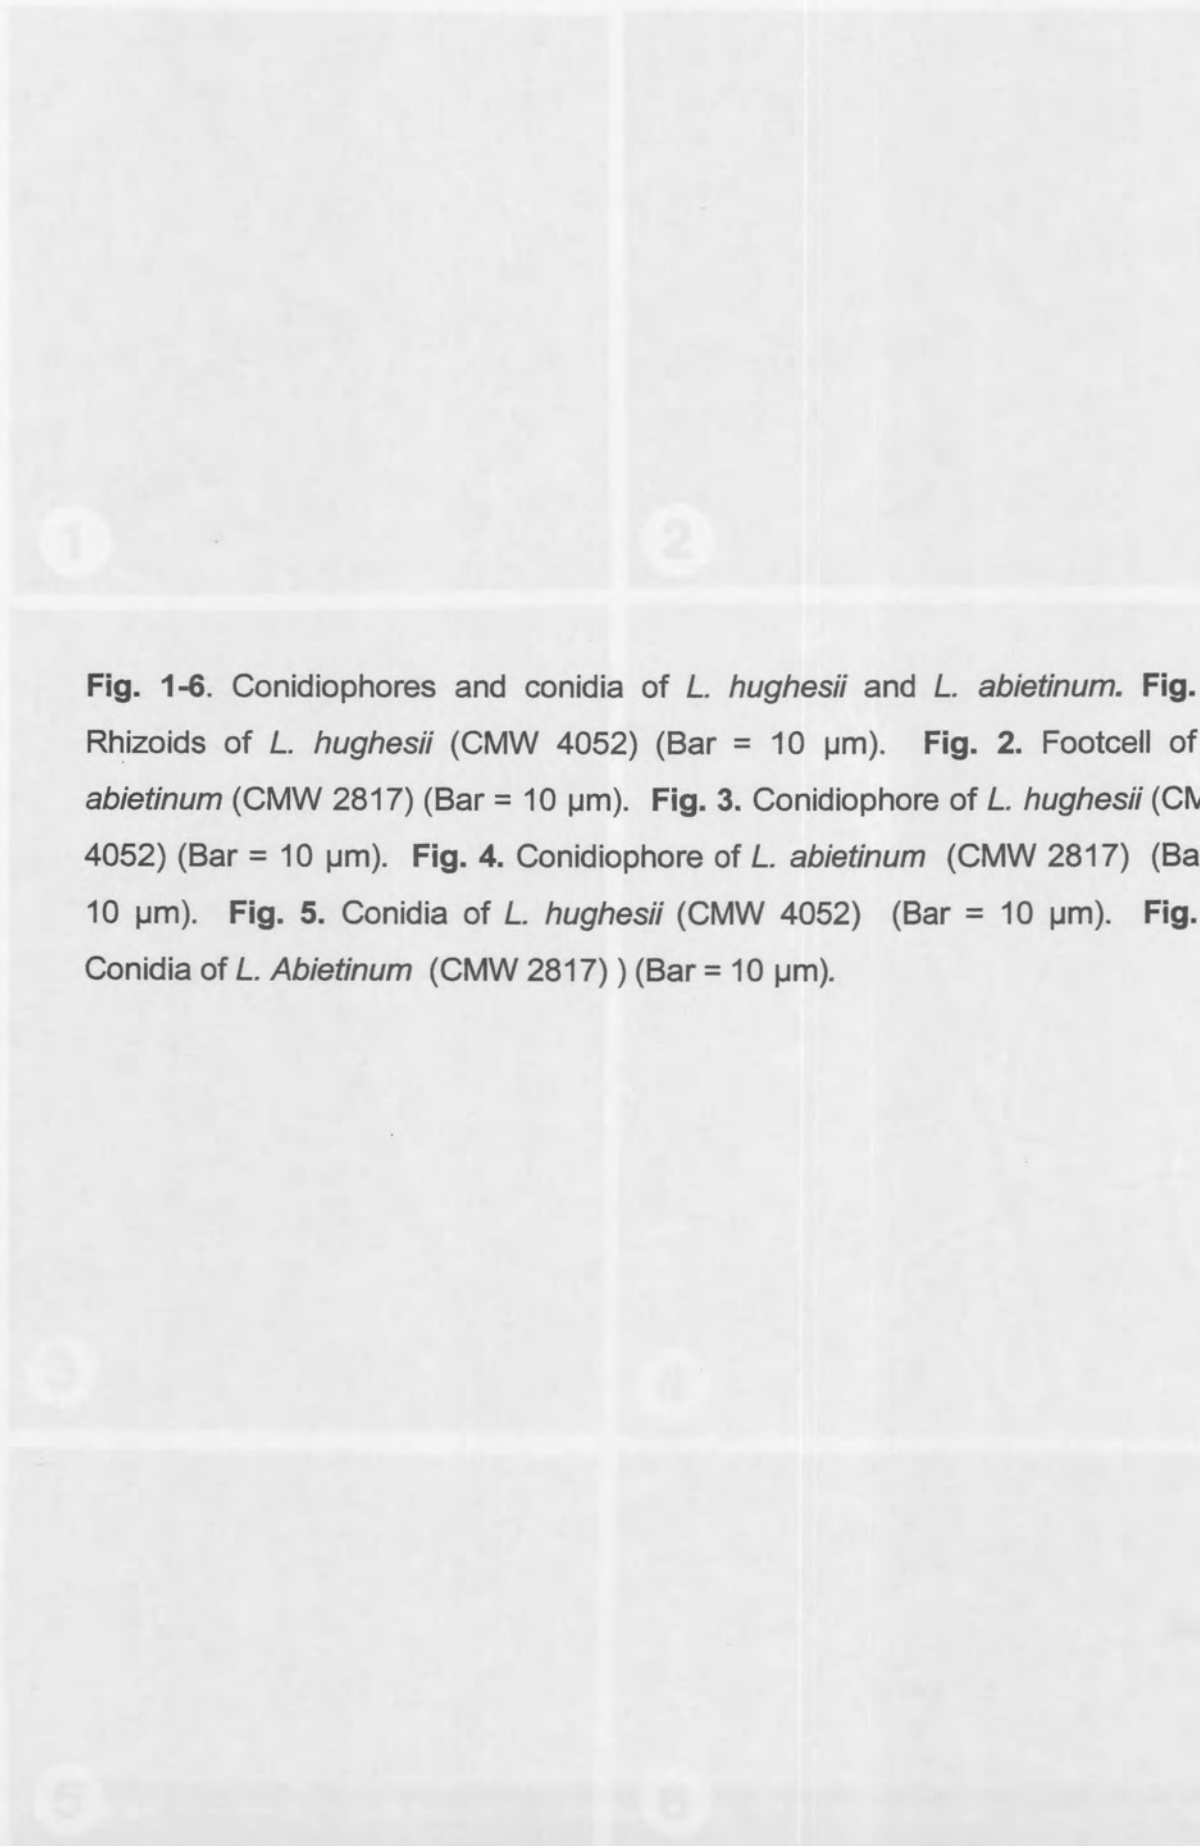 1
2
Fig. 1-6. Conidiophores and conidia of L. hughesii and L. abietinum. Fig.
Rhizoids of L. hughesii (CMW 4052) (Bar = 10 µm). Fig. 2. Footcell of
abietinum (CMW 2817) (Bar = 10 µm). Fig. 3. Conidiophore of L. hughesii (CM
4052) (Bar = 10 µm). Fig. 4. Conidiophore of L. abietinum (CMW 2817) (Ba
10 µm). Fig. 5. Conidia of L. hughesii (CMW 4052) (Bar = 10 µm). Fig.
Conidia of L. Abietinum (CMW 2817) ) (Bar = 10 µm).
3
4
5
6